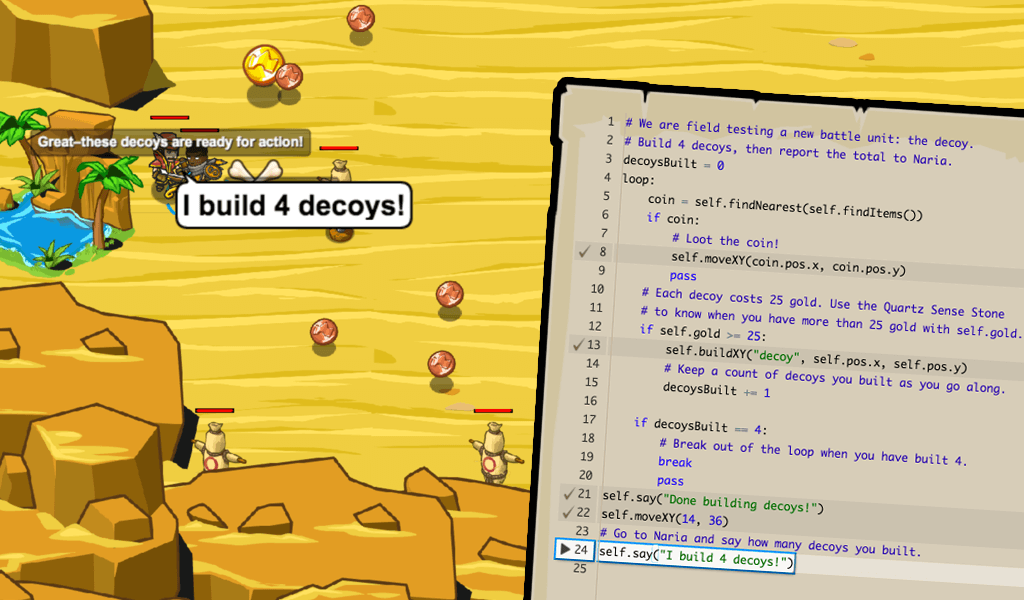 Great–these decoys are ready for action!
I build 4 decoys!
1 # We are field testing a new battle unit: the decoy.
2 # Build 4 decoys, then report the total to Naria.
3 decoysBuilt = 0
4 loop:
5 coin = self.findNearest(self.findItems())
6 if coin:
7 # Loot the coin!
8 self.moveXY(coin.pos.x, coin.pos.y)
9 pass
10 # Each decoy costs 25 gold. Use the Quartz Sense Stone
11 # to know when you have more than 25 gold with self.gold.
12 if self.gold >= 25:
13 self.buildXY("decoy", self.pos.x, self.pos.y)
14 # Keep a count of decoys you built as you go along.
15 decoysBuilt += 1
16
17 if decoysBuilt == 4:
18 # Break out of the loop when you have built 4.
19 break
20 pass
21 self.say("Done building decoys!")
22 self.moveXY(14, 36)
23 # Go to Naria and say how many decoys you built.
24 self.say("I build 4 decoys!")
25